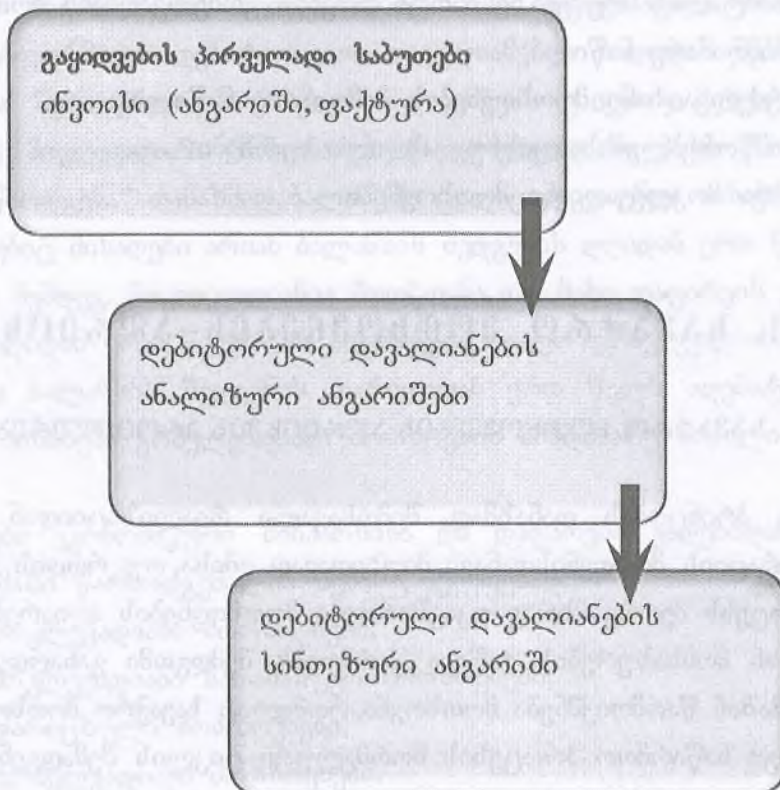 გაყიდვების პირველადი საბუთები
ინვოისი (ანგარიში, ფაქტურა)
დებიტორული დავალიანების
ანალიზური ანგარიშები
დებიტორული დავალიანების
სინთეზური ანგარიში